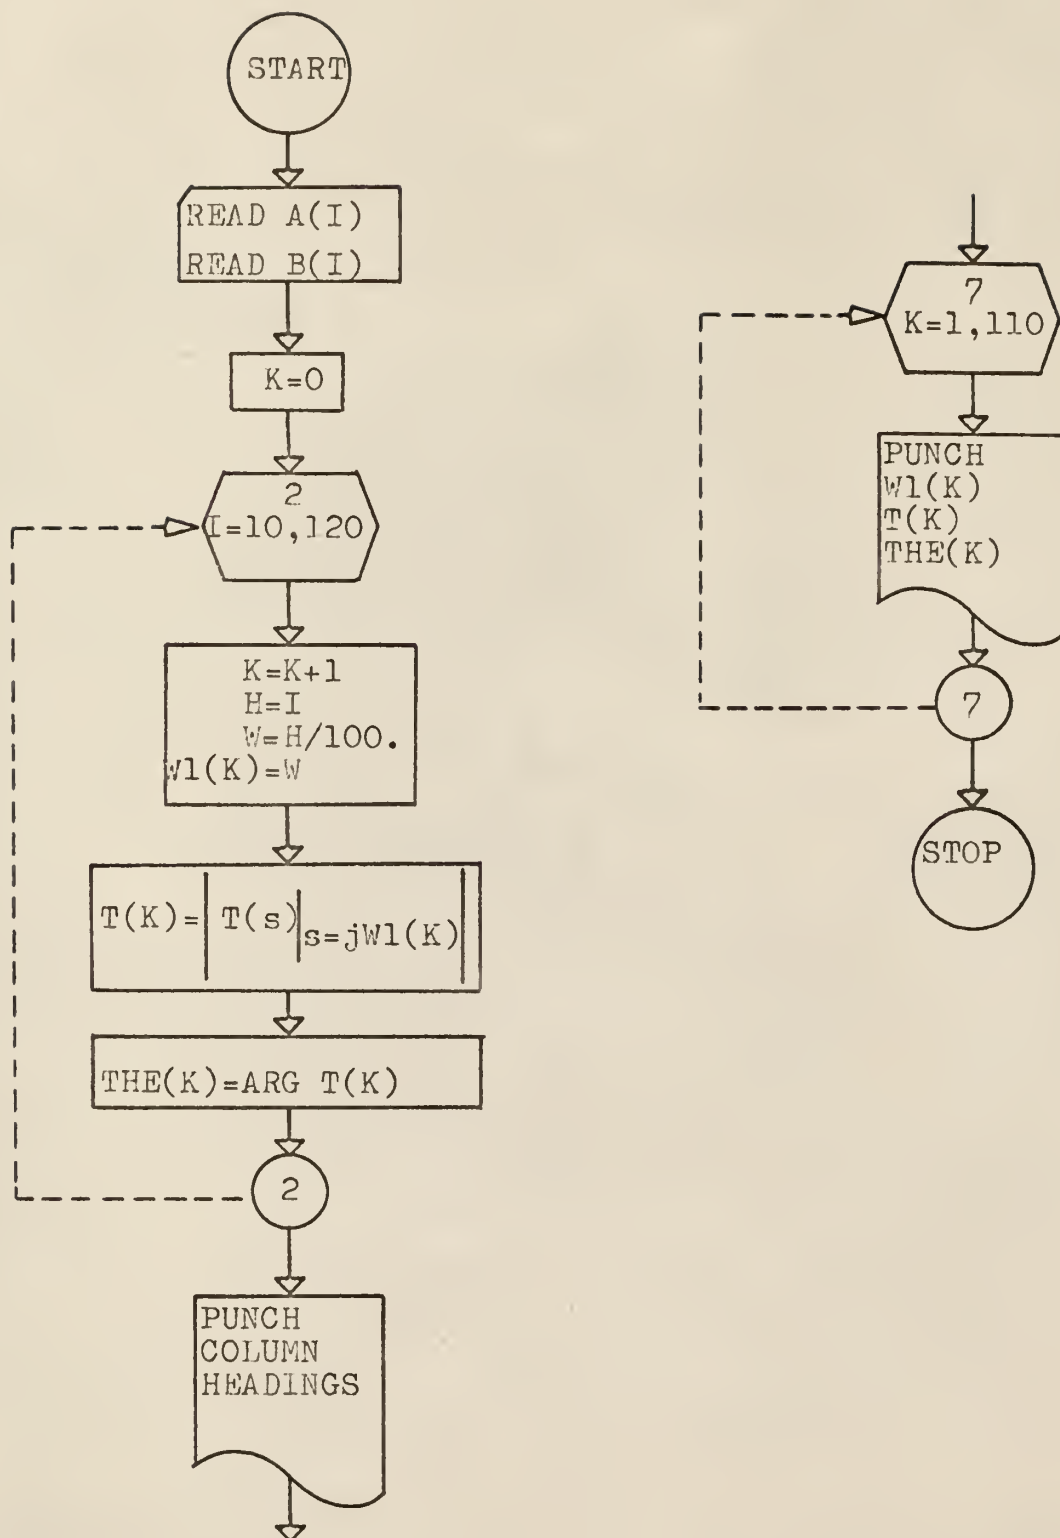 START
READ A(I)
READ B(I)
K=0
2
I=10,120
K=K+1
H=I
W=H/100.
W1(K)=W
T(K)=| T(s)|s=jW1(K)|
THE(K)=ARG T(K)
2
PUNCH
COLUMN
HEADINGS
7
K=1,110
PUNCH
W1(K)
T(K)
THE(K)
7
STOP